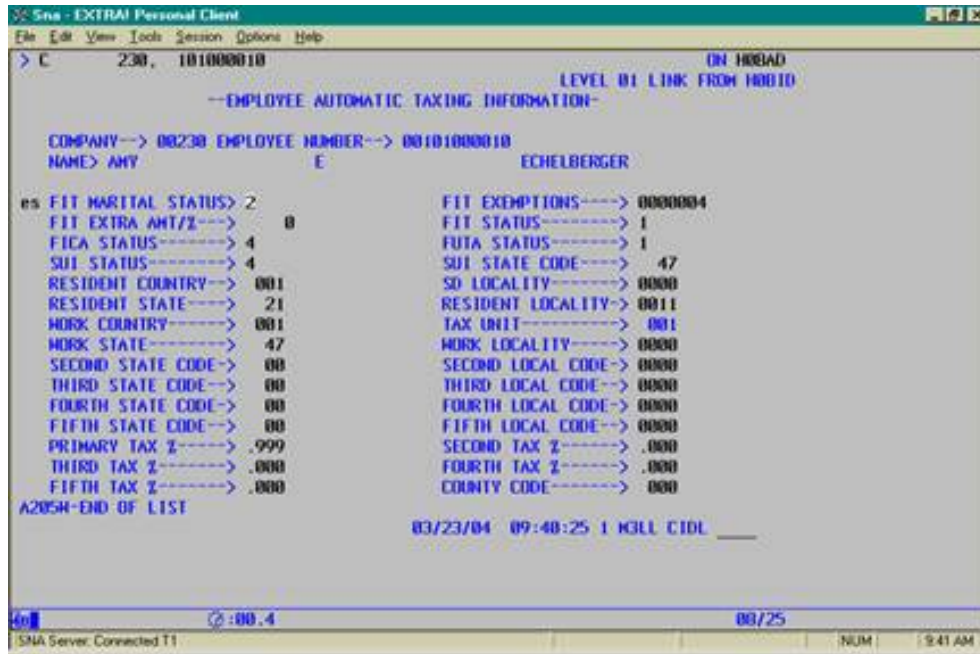 Sna - EXTRA! Personal Client
File Edit View Tools Session Options Help
> C 230, 101000010 ON H0BAD
LEVEL 01 LINK FROM H0BID
--EMPLOYEE AUTOMATIC TAXING INFORMATION-
COMPANY--> 00230 EMPLOYEE NUMBER--> 00101000010
NAME> AMY E ECHELBERGER
es FIT MARITAL STATUS> 2 FIT EXEMPTIONS----> 0000004
FIT EXTRA AMT/%---> 0 FIT STATUS--------> 1
FICA STATUS-------> 4 FUTA STATUS-------> 1
SUI STATUS--------> 4 SUI STATE CODE----> 47
RESIDENT COUNTRY--> 001 SD LOCALITY-------> 0000
RESIDENT STATE----> 21 RESIDENT LOCALITY-> 0011
WORK COUNTRY------> 001 TAX UNIT----------> 001
WORK STATE--------> 47 WORK LOCALITY-----> 0000
SECOND STATE CODE-> 00 SECOND LOCAL CODE-> 0000
THIRD STATE CODE--> 00 THIRD LOCAL CODE--> 0000
FOURTH STATE CODE-> 00 FOURTH LOCAL CODE-> 0000
FIFTH STATE CODE--> 00 FIFTH LOCAL CODE--> 0000
PRIMARY TAX %-----> .999 SECOND TAX %------> .000
THIRD TAX %-------> .000 FOURTH TAX %------> .000
FIFTH TAX %-------> .000 COUNTY CODE-------> 000
A205W-END OF LIST
03/23/04 09:40:25 1 M3LL CIDL ____
:00.4 08/25
SNA Server: Connected T1 NUM 9:41 AM